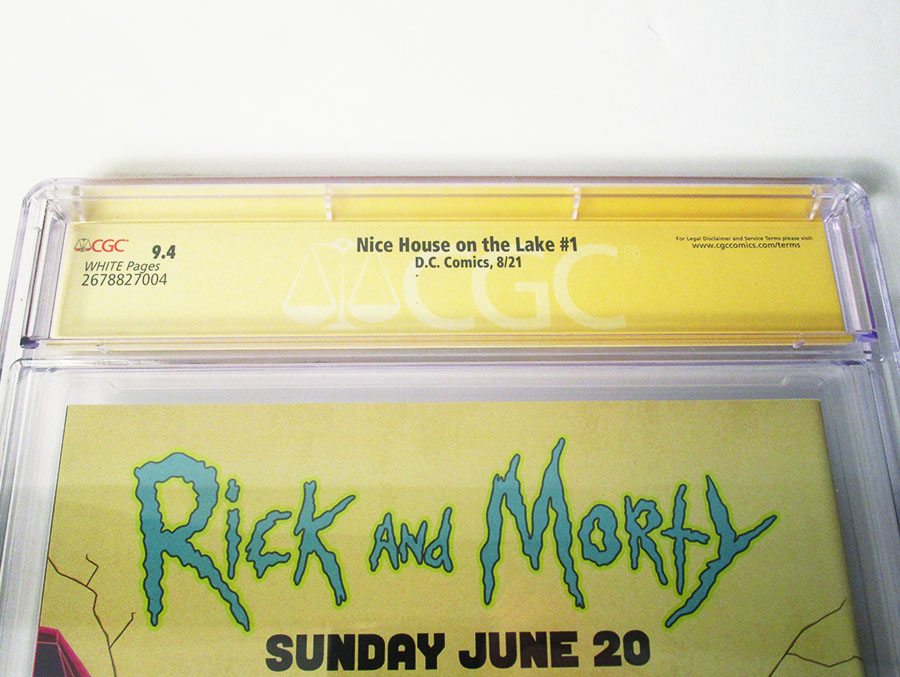 CGC
9.4
WHITE Pages
2678827004
Nice House on the Lake #1
D.C. Comics, 8/21
For Legal Disclaimer and Service Terms please visit:
www.cgccomics.com/terms
CGC®
RICK AND MORTY
SUNDAY JUNE 20